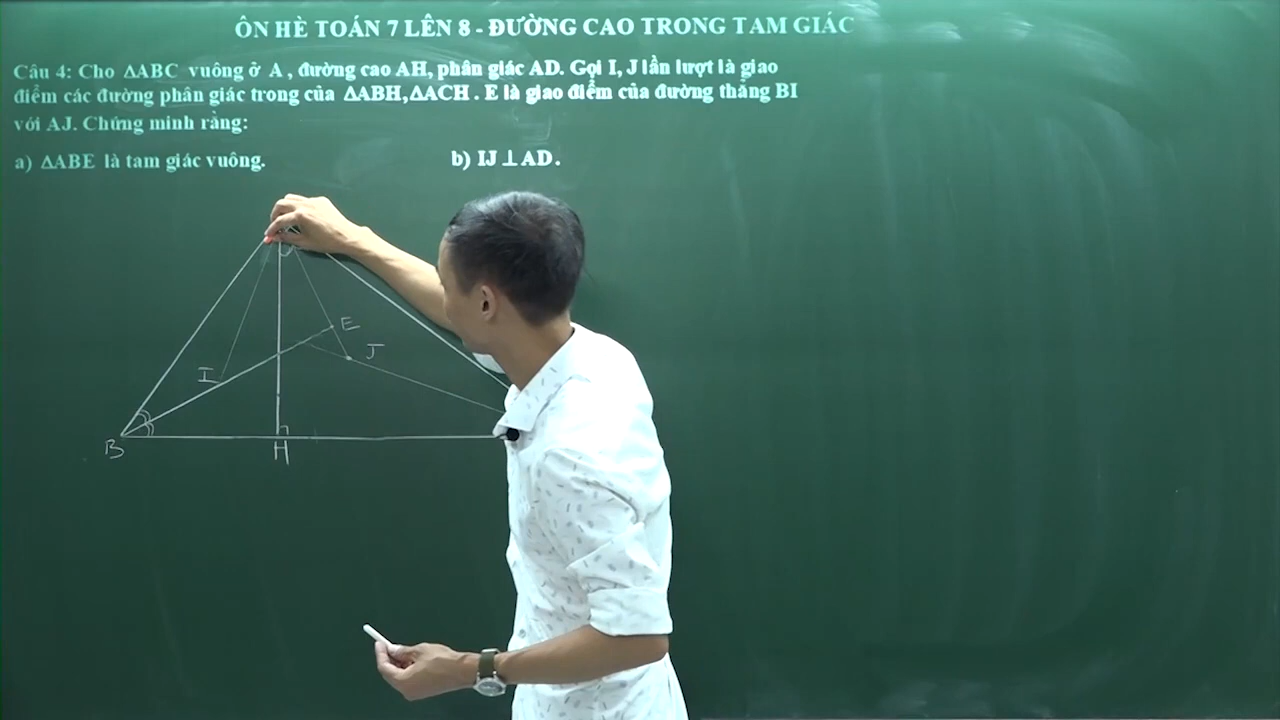 ÔN HÈ TOÁN 7 LÊN 8 - ĐƯỜNG CAO TRONG TAM GIÁC
Câu 4: Cho ΔABC vuông ở A, đường cao AH, phân giác AD. Gọi I, J lần lượt là giao
điểm các đường phân giác trong của ΔABH, ΔACH. E là giao điểm của đường thẳng BI
với AJ. Chứng minh rằng:
a) ΔABE là tam giác vuông. b) IJ ⊥ AD.
E
J
I
B
H